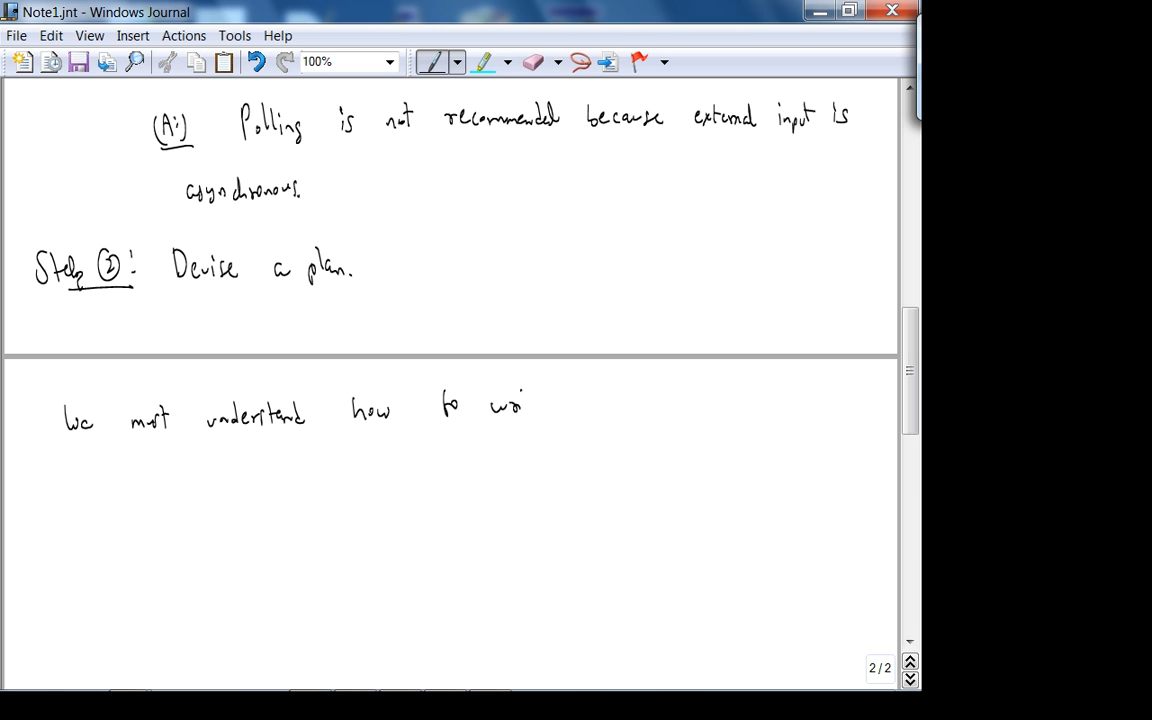 Note1.jnt - Windows Journal
File Edit View Insert Actions Tools Help
100%
(A:) Polling is not recommended because external input is
asynchronous.
Step ②: Devise a plan.
We must understand how to wri
2 / 2